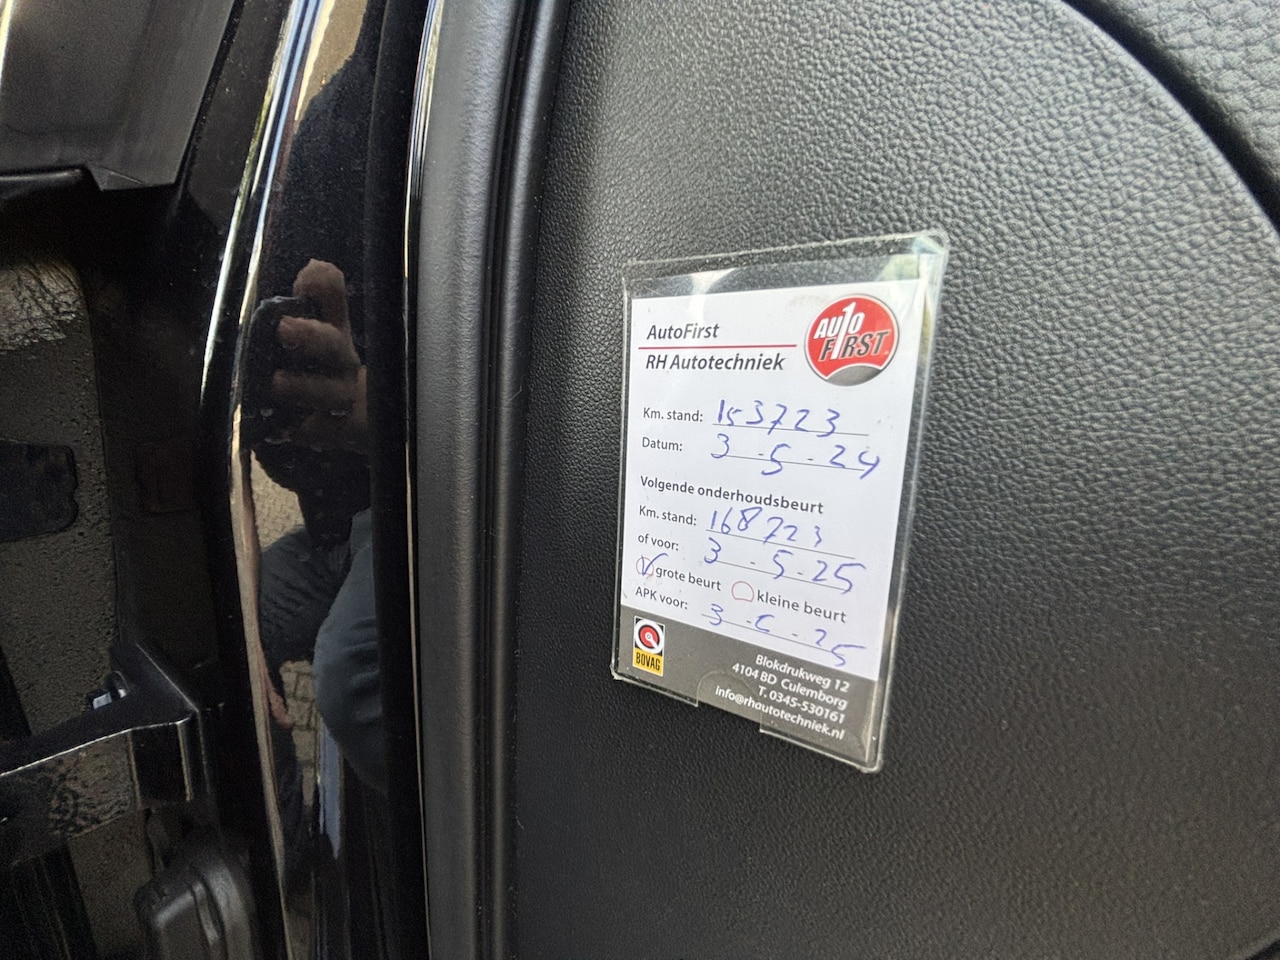 AutoFirst
RH Autotechniek
AUTO FIRST
Km. stand: 153723
Datum: 3-5-24
Volgende onderhoudsbeurt
Km. stand: 168723
of voor: 3-5-25
grote beurt kleine beurt
APK voor: 3 - - 25
BOVAG
Blokdrukweg 12
4104 BD Culemborg
T. 0345-530161
info@rhautotechniek.nl